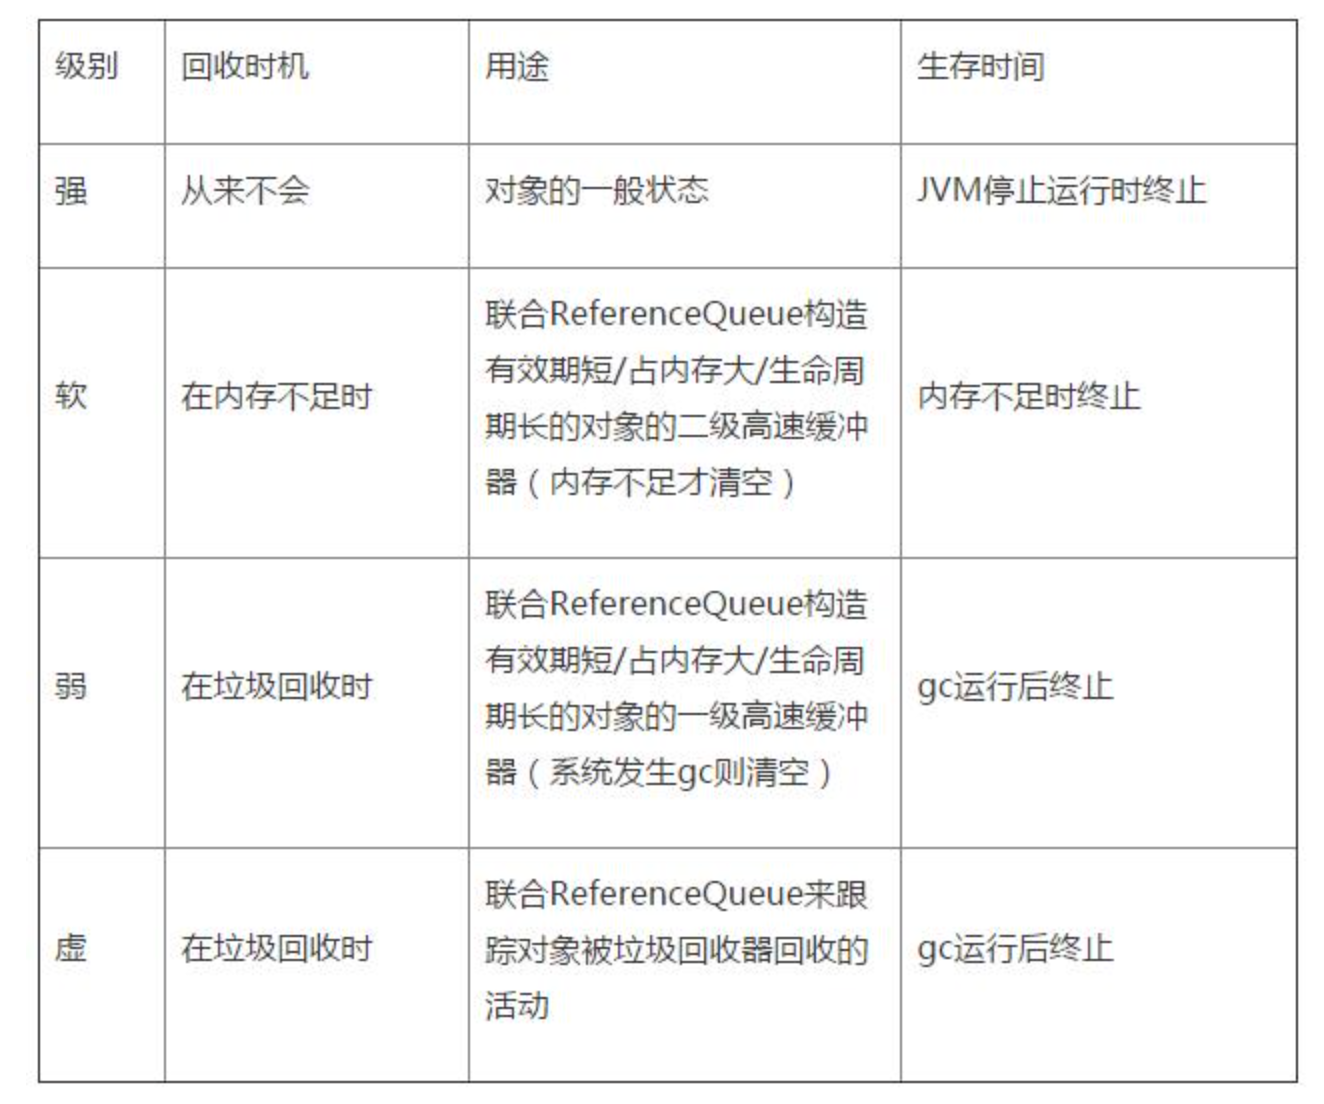 级别 回收时机 用途 生存时间
强 从来不会 对象的一般状态 JVM停止运行时终止
软 在内存不足时
联合ReferenceQueue构造
有效期短/占内存大/生命周
期长的对象的二级高速缓冲
器（内存不足才清空）
内存不足时终止
弱 在垃圾回收时
联合ReferenceQueue构造
有效期短/占内存大/生命周
期长的对象的一级高速缓冲
器（系统发生gc则清空）
gc运行后终止
虚 在垃圾回收时
联合ReferenceQueue来跟
踪对象被垃圾回收器回收的
活动
gc运行后终止